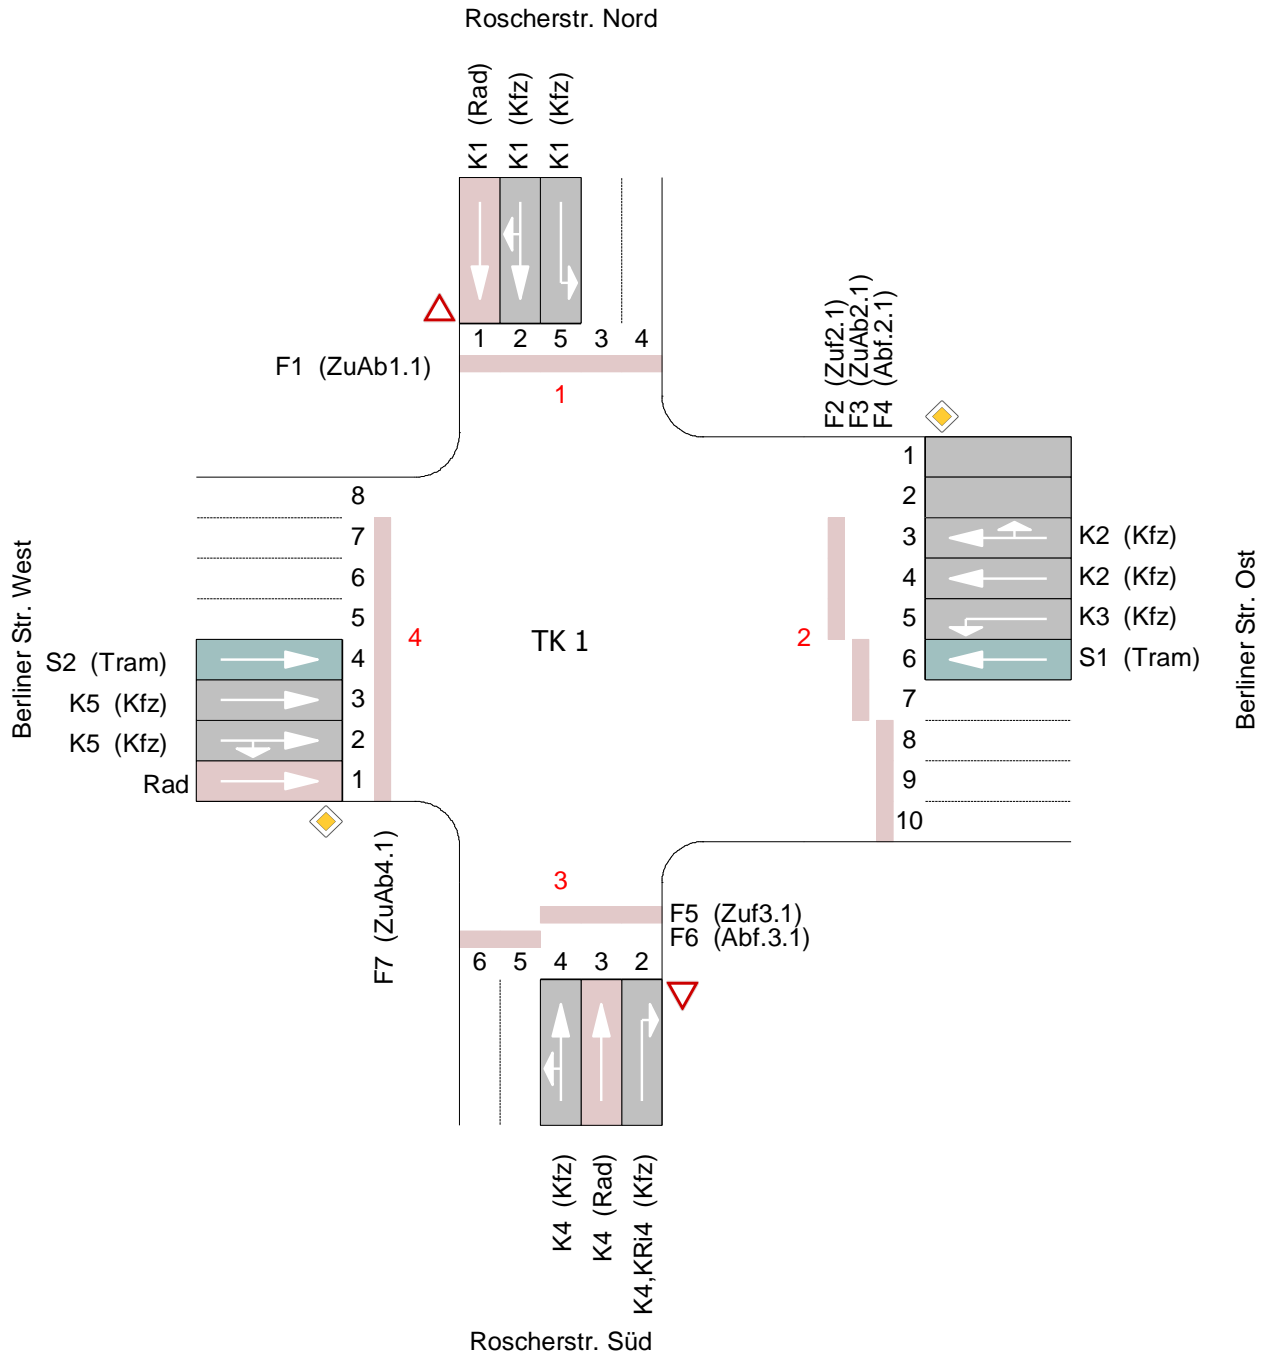 Roscherstr. Nord
K1 (Rad)
K1 (Kfz)
K1 (Kfz)
1 2 5 3 4
F1 (ZuAb1.1)
1
F2 (Zuf2.1)
F3 (ZuAb2.1)
F4 (Abf.2.1)
Berliner Str. West
8
7
6
5
S2 (Tram) 4
K5 (Kfz) 3
K5 (Kfz) 2
Rad 1
4
TK 1
2
1
2
3 K2 (Kfz)
4 K2 (Kfz)
5 K3 (Kfz)
6 S1 (Tram)
7
8
9
10
Berliner Str. Ost
F7 (ZuAb4.1)
3
F5 (Zuf3.1)
F6 (Abf.3.1)
6 5 4 3 2
K4 (Kfz)
K4 (Rad)
K4,KRi4 (Kfz)
Roscherstr. Süd